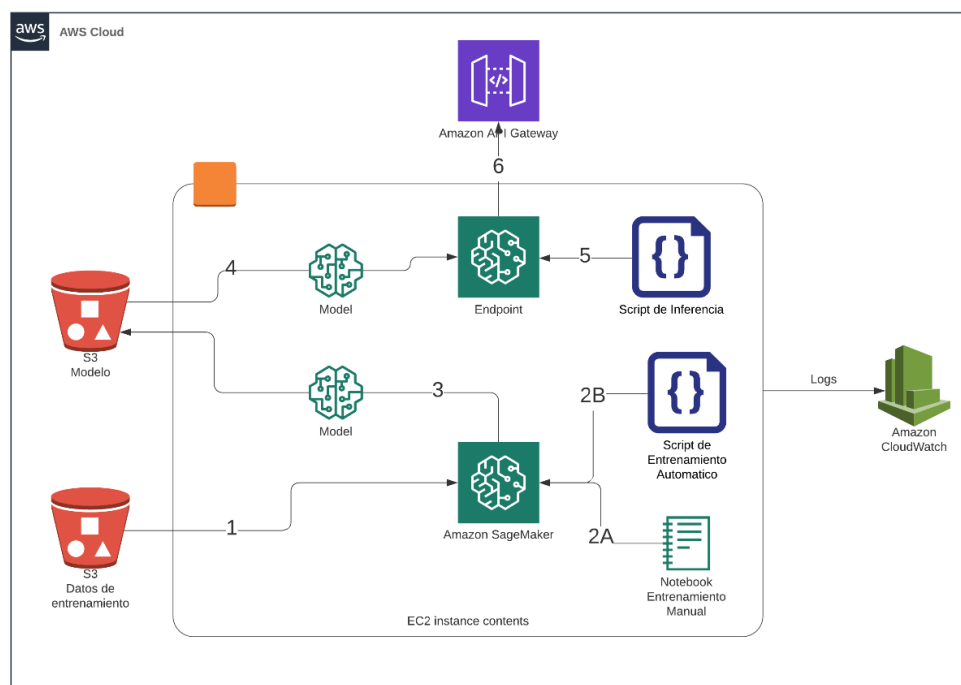 aws
AWS Cloud
Amazon API Gateway
6
4
Model
Endpoint
5
Script de Inferencia
S3
Modelo
Model
3
2B
Script de
Entrenamiento
Automatico
Logs
Amazon
CloudWatch
1
Amazon SageMaker
2A
S3
Datos de
entrenamiento
Notebook
Entrenamiento
Manual
EC2 instance contents